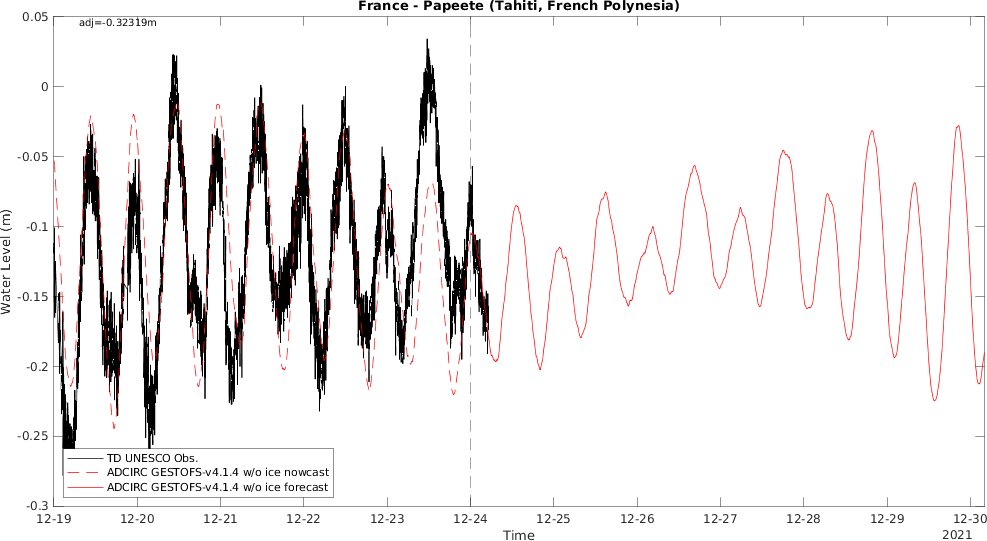 France - Papeete (Tahiti, French Polynesia)
adj=-0.32319m
0.05
0
-0.05
-0.1
-0.15
-0.2
-0.25
-0.3
Water Level (m)
TD UNESCO Obs.
ADCIRC GESTOFS-v4.1.4 w/o ice nowcast
ADCIRC GESTOFS-v4.1.4 w/o ice forecast
12-19 12-20 12-21 12-22 12-23 12-24 12-25 12-26 12-27 12-28 12-29 12-30
Time
2021